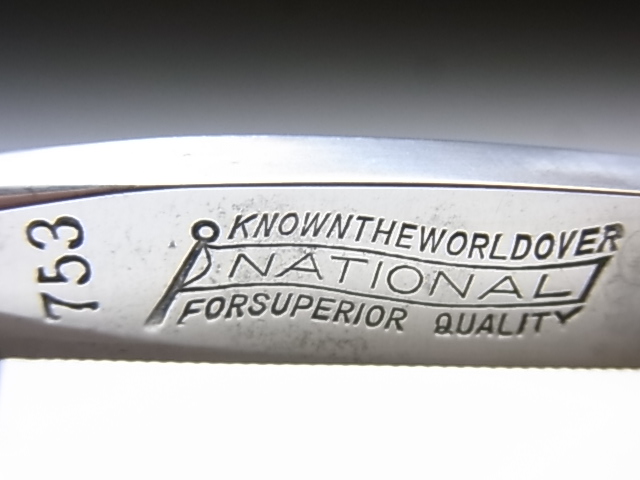 753
KNOWNTHEWORLDOVER
NATIONAL
FORSUPERIOR QUALITY